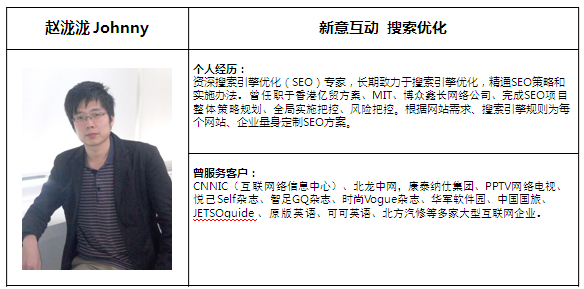 赵泷泷 Johnny
新意互动 搜索优化
个人经历：
资深搜索引擎优化（SEO）专家，长期致力于搜索引擎优化，精通SEO策略和
实施办法。曾任职于香港亿贸方案、MIT、博众鑫长网络公司、完成SEO项目
整体策略规划、全局实施把控、风险把控。根据网站需求、搜索引擎规则为每
个网站、企业量身定制SEO方案。
曾服务客户：
CNNIC（互联网络信息中心）、北龙中网，康泰纳仕集团、PPTV网络电视、
悦己Self杂志、智足GQ杂志、时尚Vogue杂志、华军软件园、中国国旅、
JETSOguide 、原版英语、可可英语、北方汽修等多家大型互联网企业。